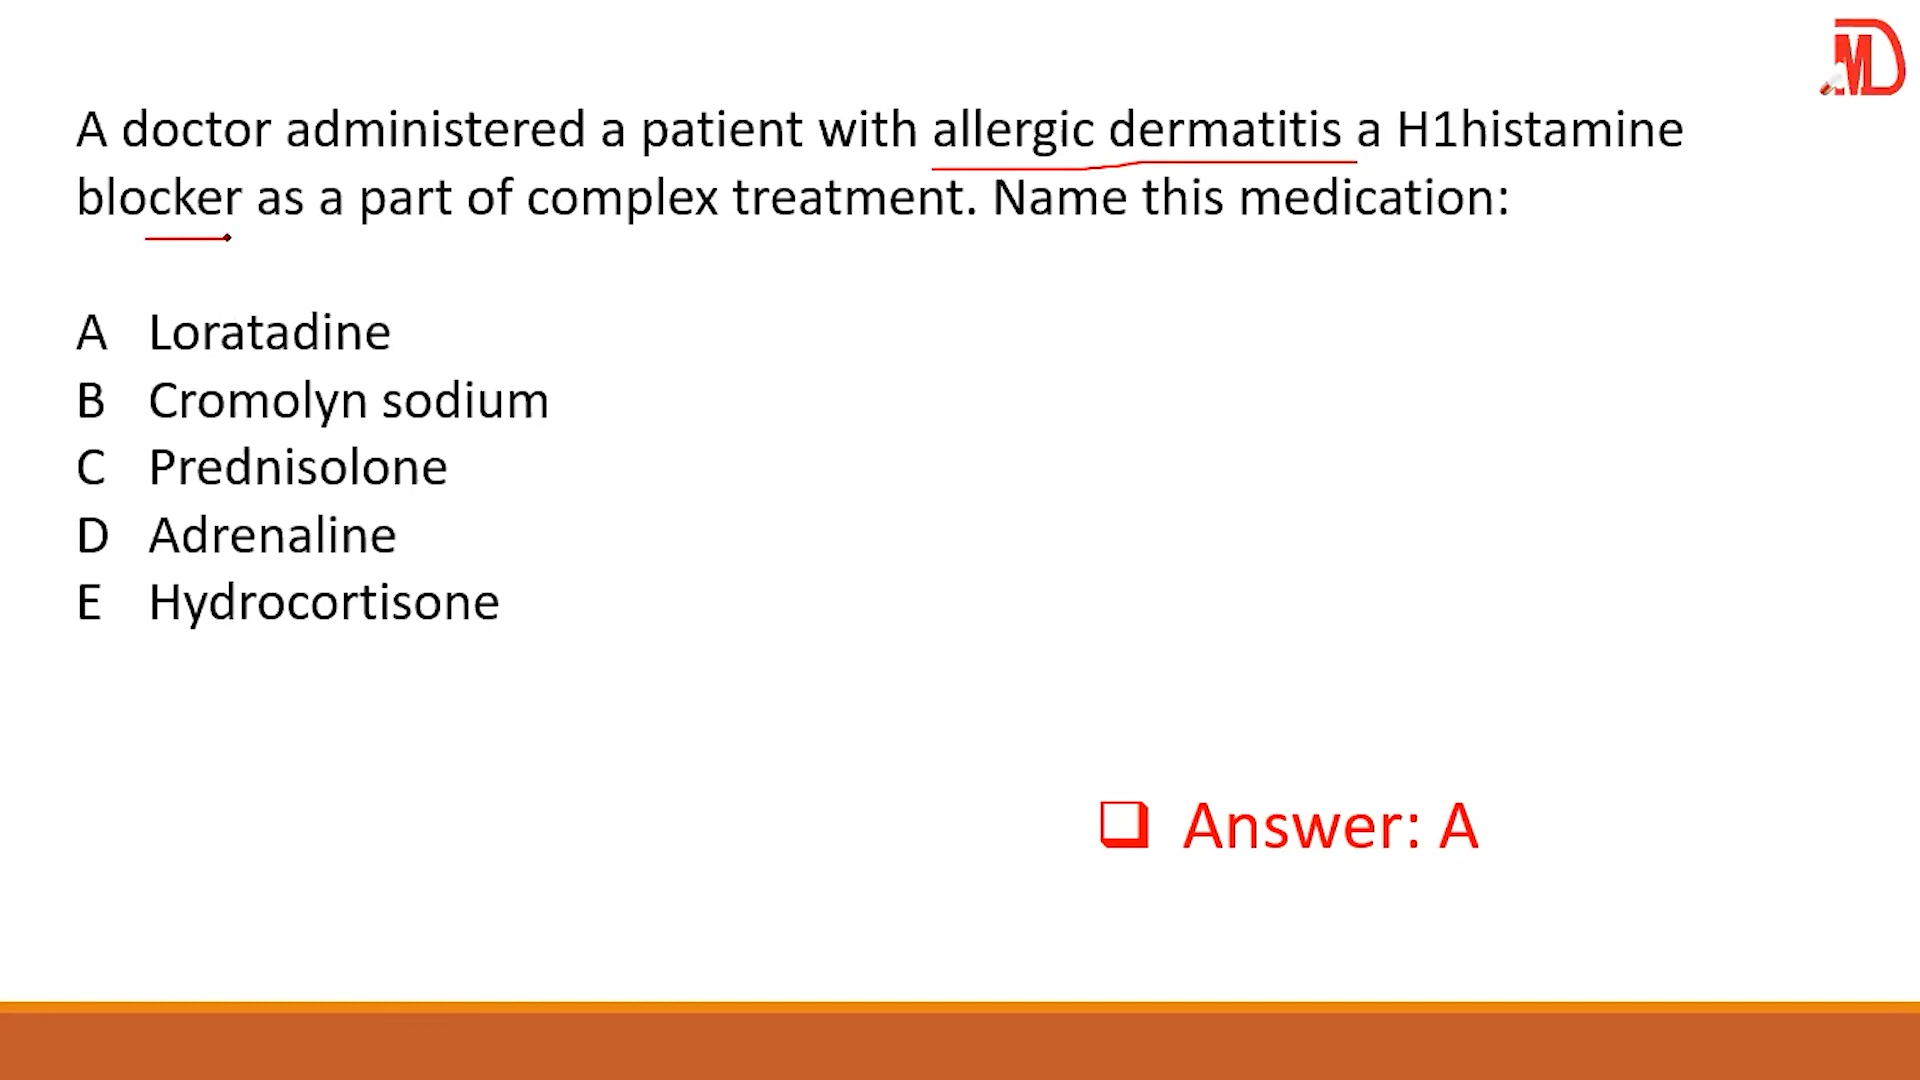 MD
A doctor administered a patient with allergic dermatitis a H1histamine
blocker as a part of complex treatment. Name this medication:
A Loratadine
B Cromolyn sodium
C Prednisolone
D Adrenaline
E Hydrocortisone
Answer: A